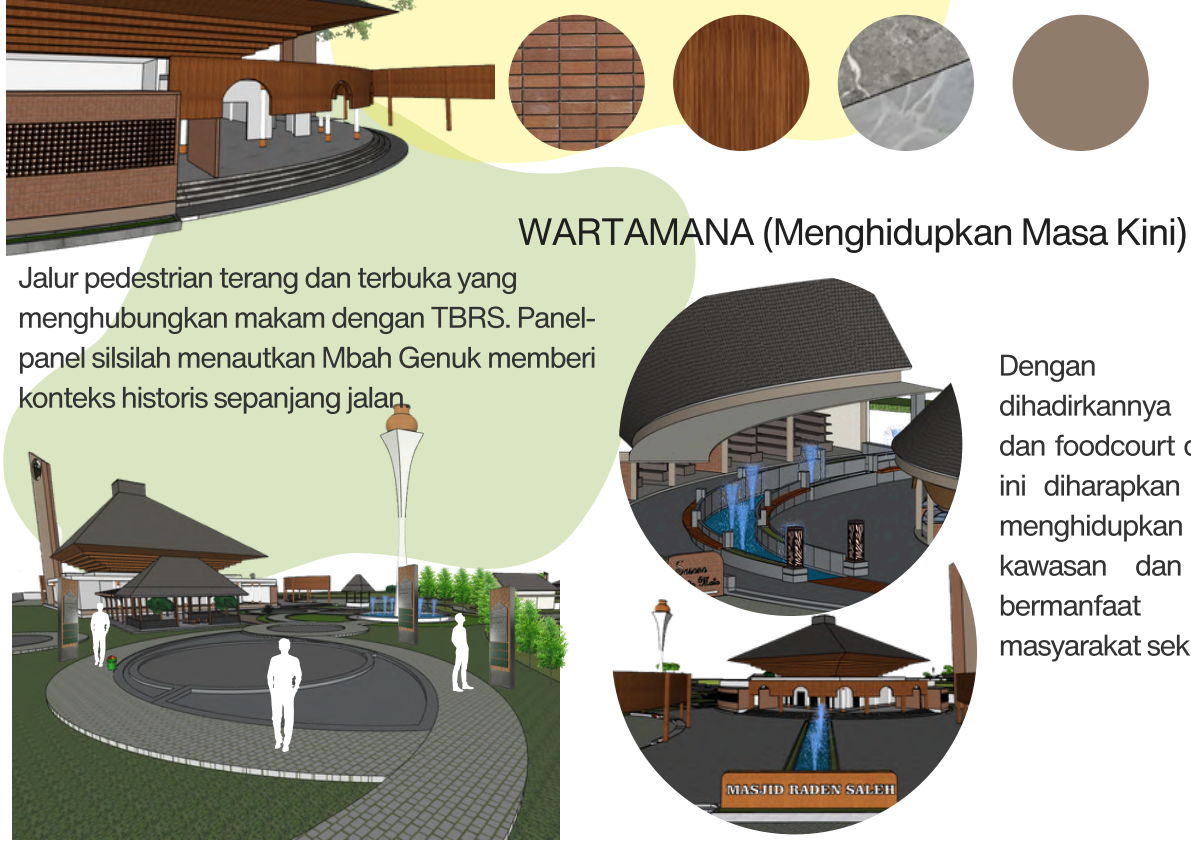 WARTAMANA (Menghidupkan Masa Kini)
Jalur pedestrian terang dan terbuka yang
menghubungkan makam dengan TBRS. Panel-
panel silsilah menautkan Mbah Genuk memberi
konteks historis sepanjang jalan.
Dengan
dihadirkannya
dan foodcourt
ini diharapkan
menghidupkan
kawasan dan
bermanfaat
masyarakat sek
MASJID RADEN SALEH